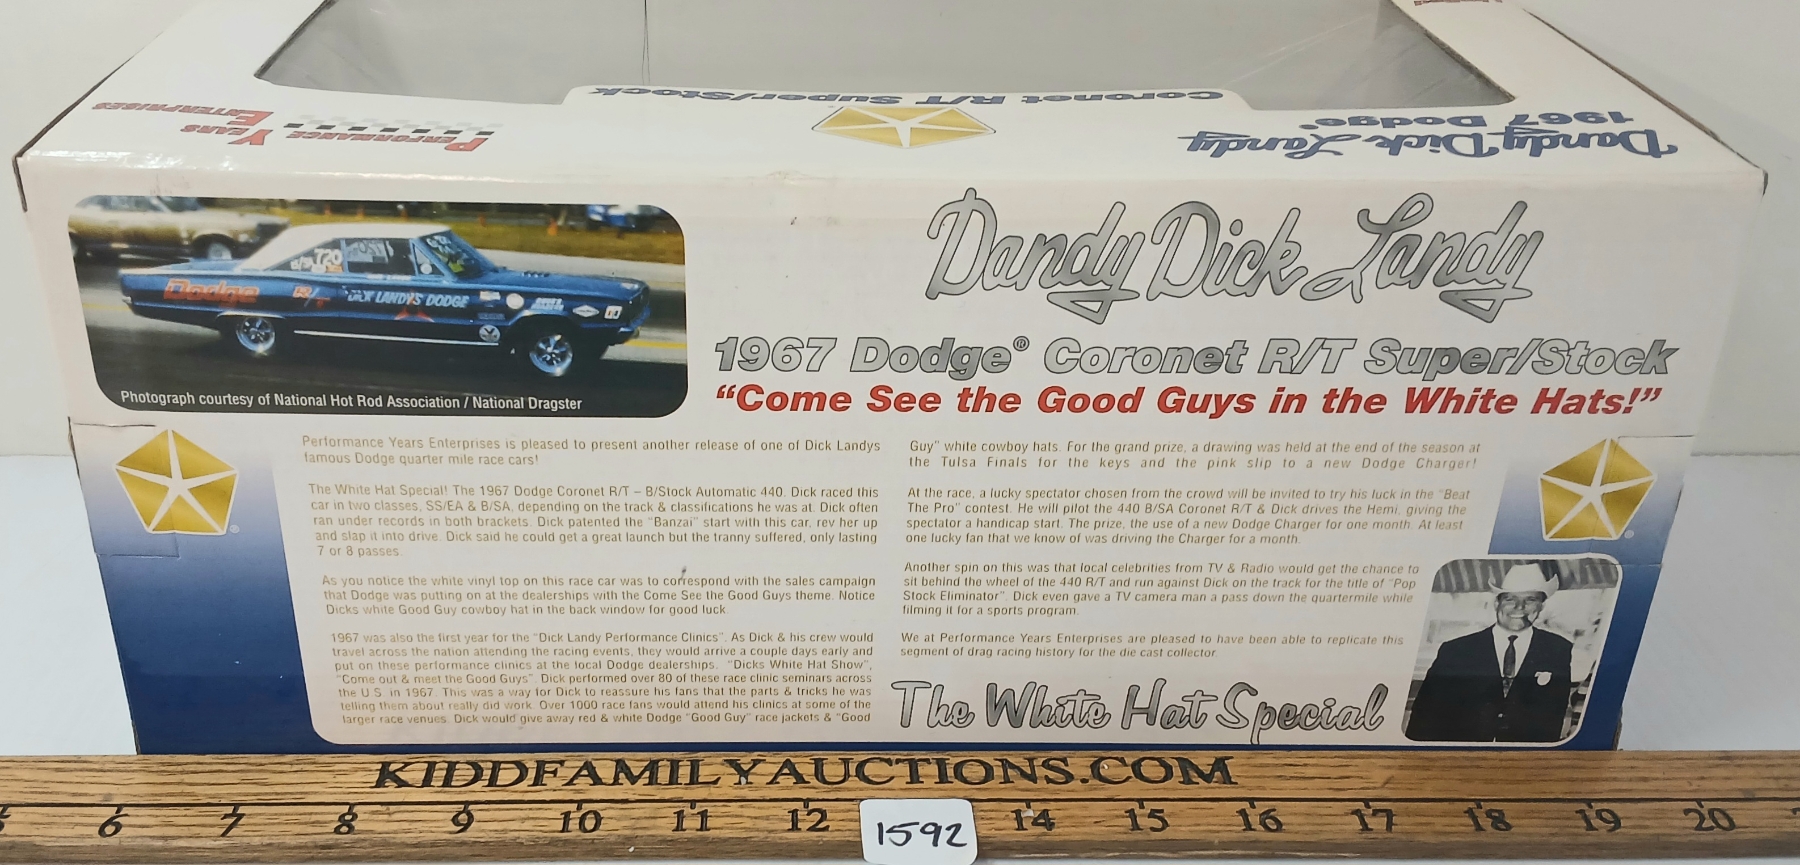 Coronet R/T Super/Stock
Dandy Dick Landy
1967 Dodge®
PERFORMANCE
YEARS
ENTERPRISES
Dandy Dick Landy
1967 Dodge® Coronet R/T Super/Stock
"Come See the Good Guys in the White Hats!"
720
Dodge R/T DICK LANDY'S DODGE
Photograph courtesy of National Hot Rod Association / National Dragster
Performance Years Enterprises is pleased to present another release of one of Dick Landys
famous Dodge quarter mile race cars!
The White Hat Special! The 1967 Dodge Coronet R/T – B/Stock Automatic 440. Dick raced this
car in two classes, SS/EA & B/SA, depending on the track & classifications he was at. Dick often
ran under records in both brackets. Dick patented the "Banzai" start with this car, rev her up
and slap it into drive. Dick said he could get a great launch but the tranny suffered, only lasting
7 or 8 passes.
As you notice the white vinyl top on this race car was to correspond with the sales campaign
that Dodge was putting on at the dealerships with the Come See the Good Guys theme. Notice
Dicks white Good Guy cowboy hat in the back window for good luck.
1967 was also the first year for the "Dick Landy Performance Clinics". As Dick & his crew would
travel across the nation attending the racing events, they would arrive a couple days early and
put on these performance clinics at the local Dodge dealerships. "Dicks White Hat Show",
"Come out & meet the Good Guys". Dick performed over 80 of these race clinic seminars across
the U.S. in 1967. This was a way for Dick to reassure his fans that the parts & tricks he was
telling them about really did work. Over 1000 race fans would attend his clinics at some of the
larger race venues. Dick would give away red & white Dodge "Good Guy" race jackets & "Good
Guy" white cowboy hats. For the grand prize, a drawing was held at the end of the season at
the Tulsa Finals for the keys and the pink slip to a new Dodge Charger!
At the race, a lucky spectator chosen from the crowd will be invited to try his luck in the "Beat
The Pro" contest. He will pilot the 440 B/SA Coronet R/T & Dick drives the Hemi, giving the
spectator a handicap start. The prize, the use of a new Dodge Charger for one month. At least
one lucky fan that we know of was driving the Charger for a month.
Another spin on this was that local celebrities from TV & Radio would get the chance to
sit behind the wheel of the 440 R/T and run against Dick on the track for the title of "Pop
Stock Eliminator". Dick even gave a TV camera man a pass down the quartermile while
filming it for a sports program.
We at Performance Years Enterprises are pleased to have been able to replicate this
segment of drag racing history for the die cast collector.
The White Hat Special
KIDDFAMILYAUCTIONS.COM
6 7 8 9 10 11 12 14 15 16 17 18 19 20
1592